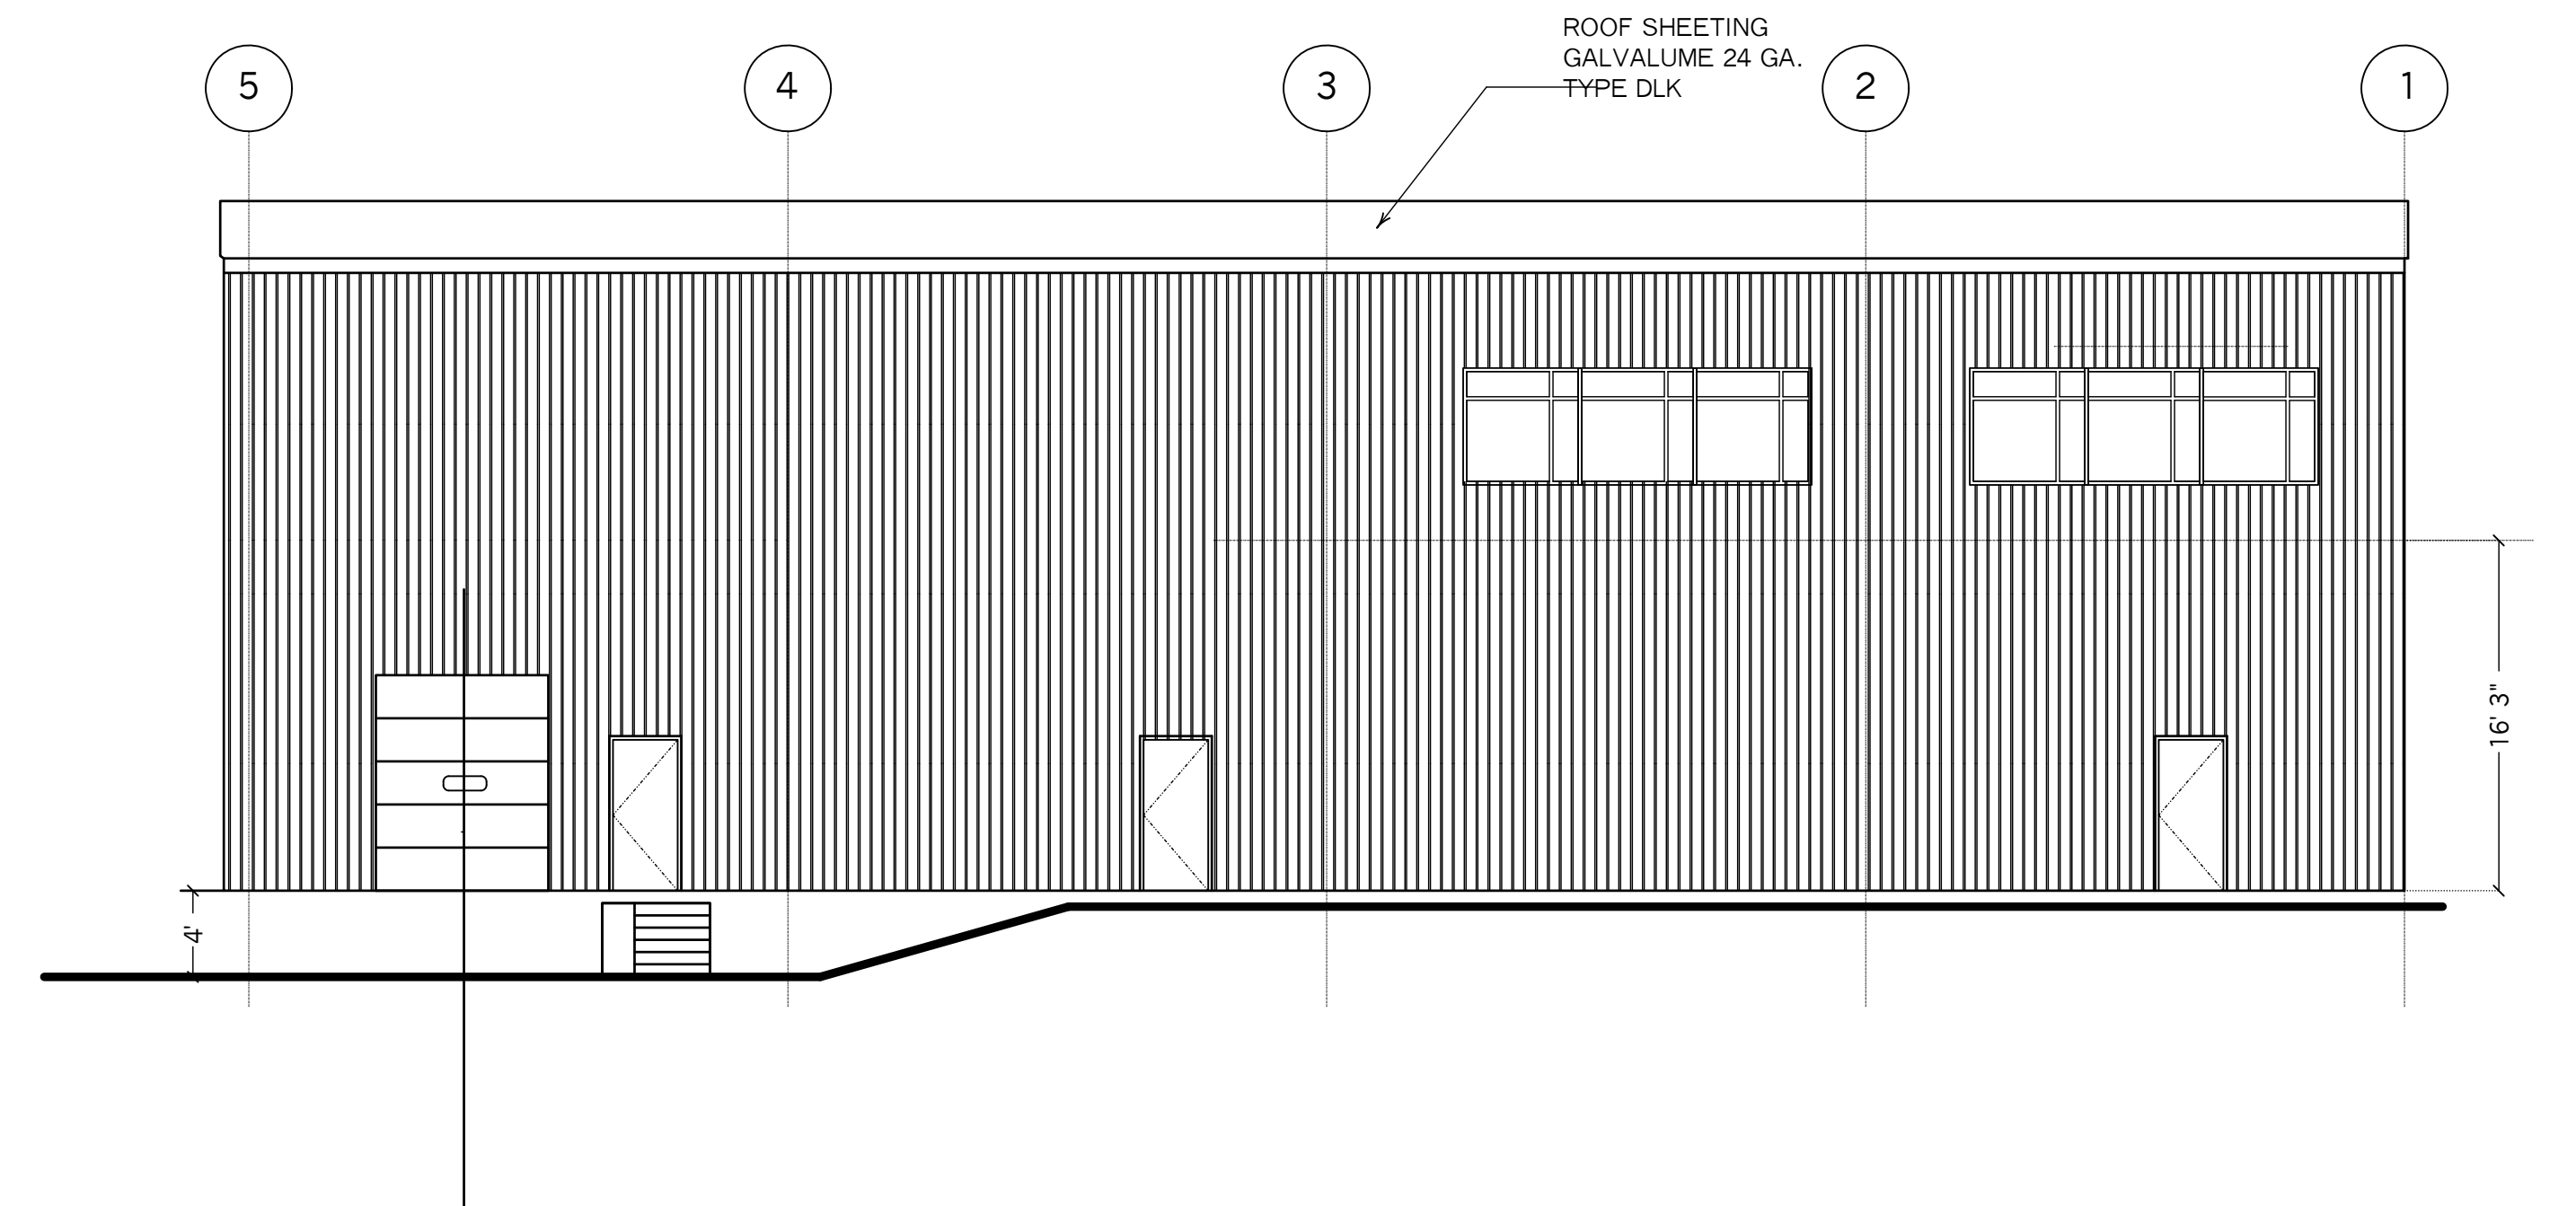 ROOF SHEETING
GALVALUME 24 GA.
TYPE DLK
5
4
3
2
1
16' 3"
4'